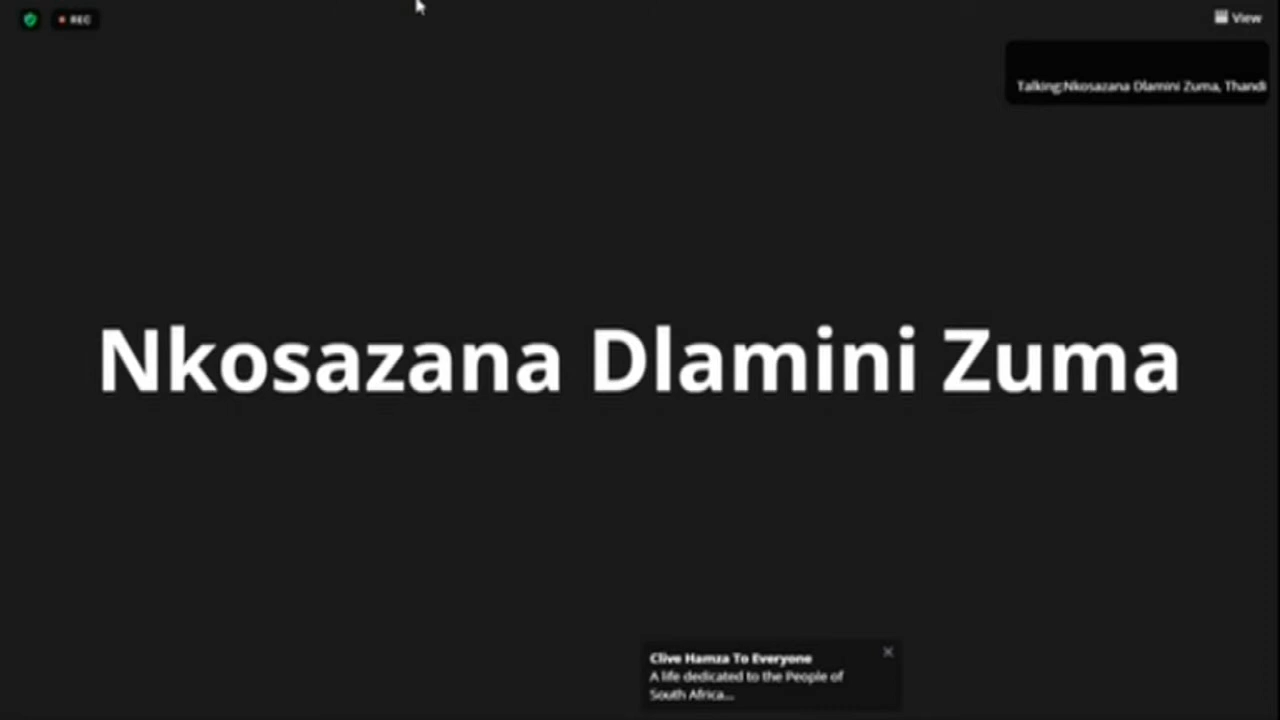 REC
View
Talking:Nkosazana Dlamini Zuma, Thandi
Nkosazana Dlamini Zuma
Clive Hamza To Everyone
A life dedicated to the People of
South Africa...